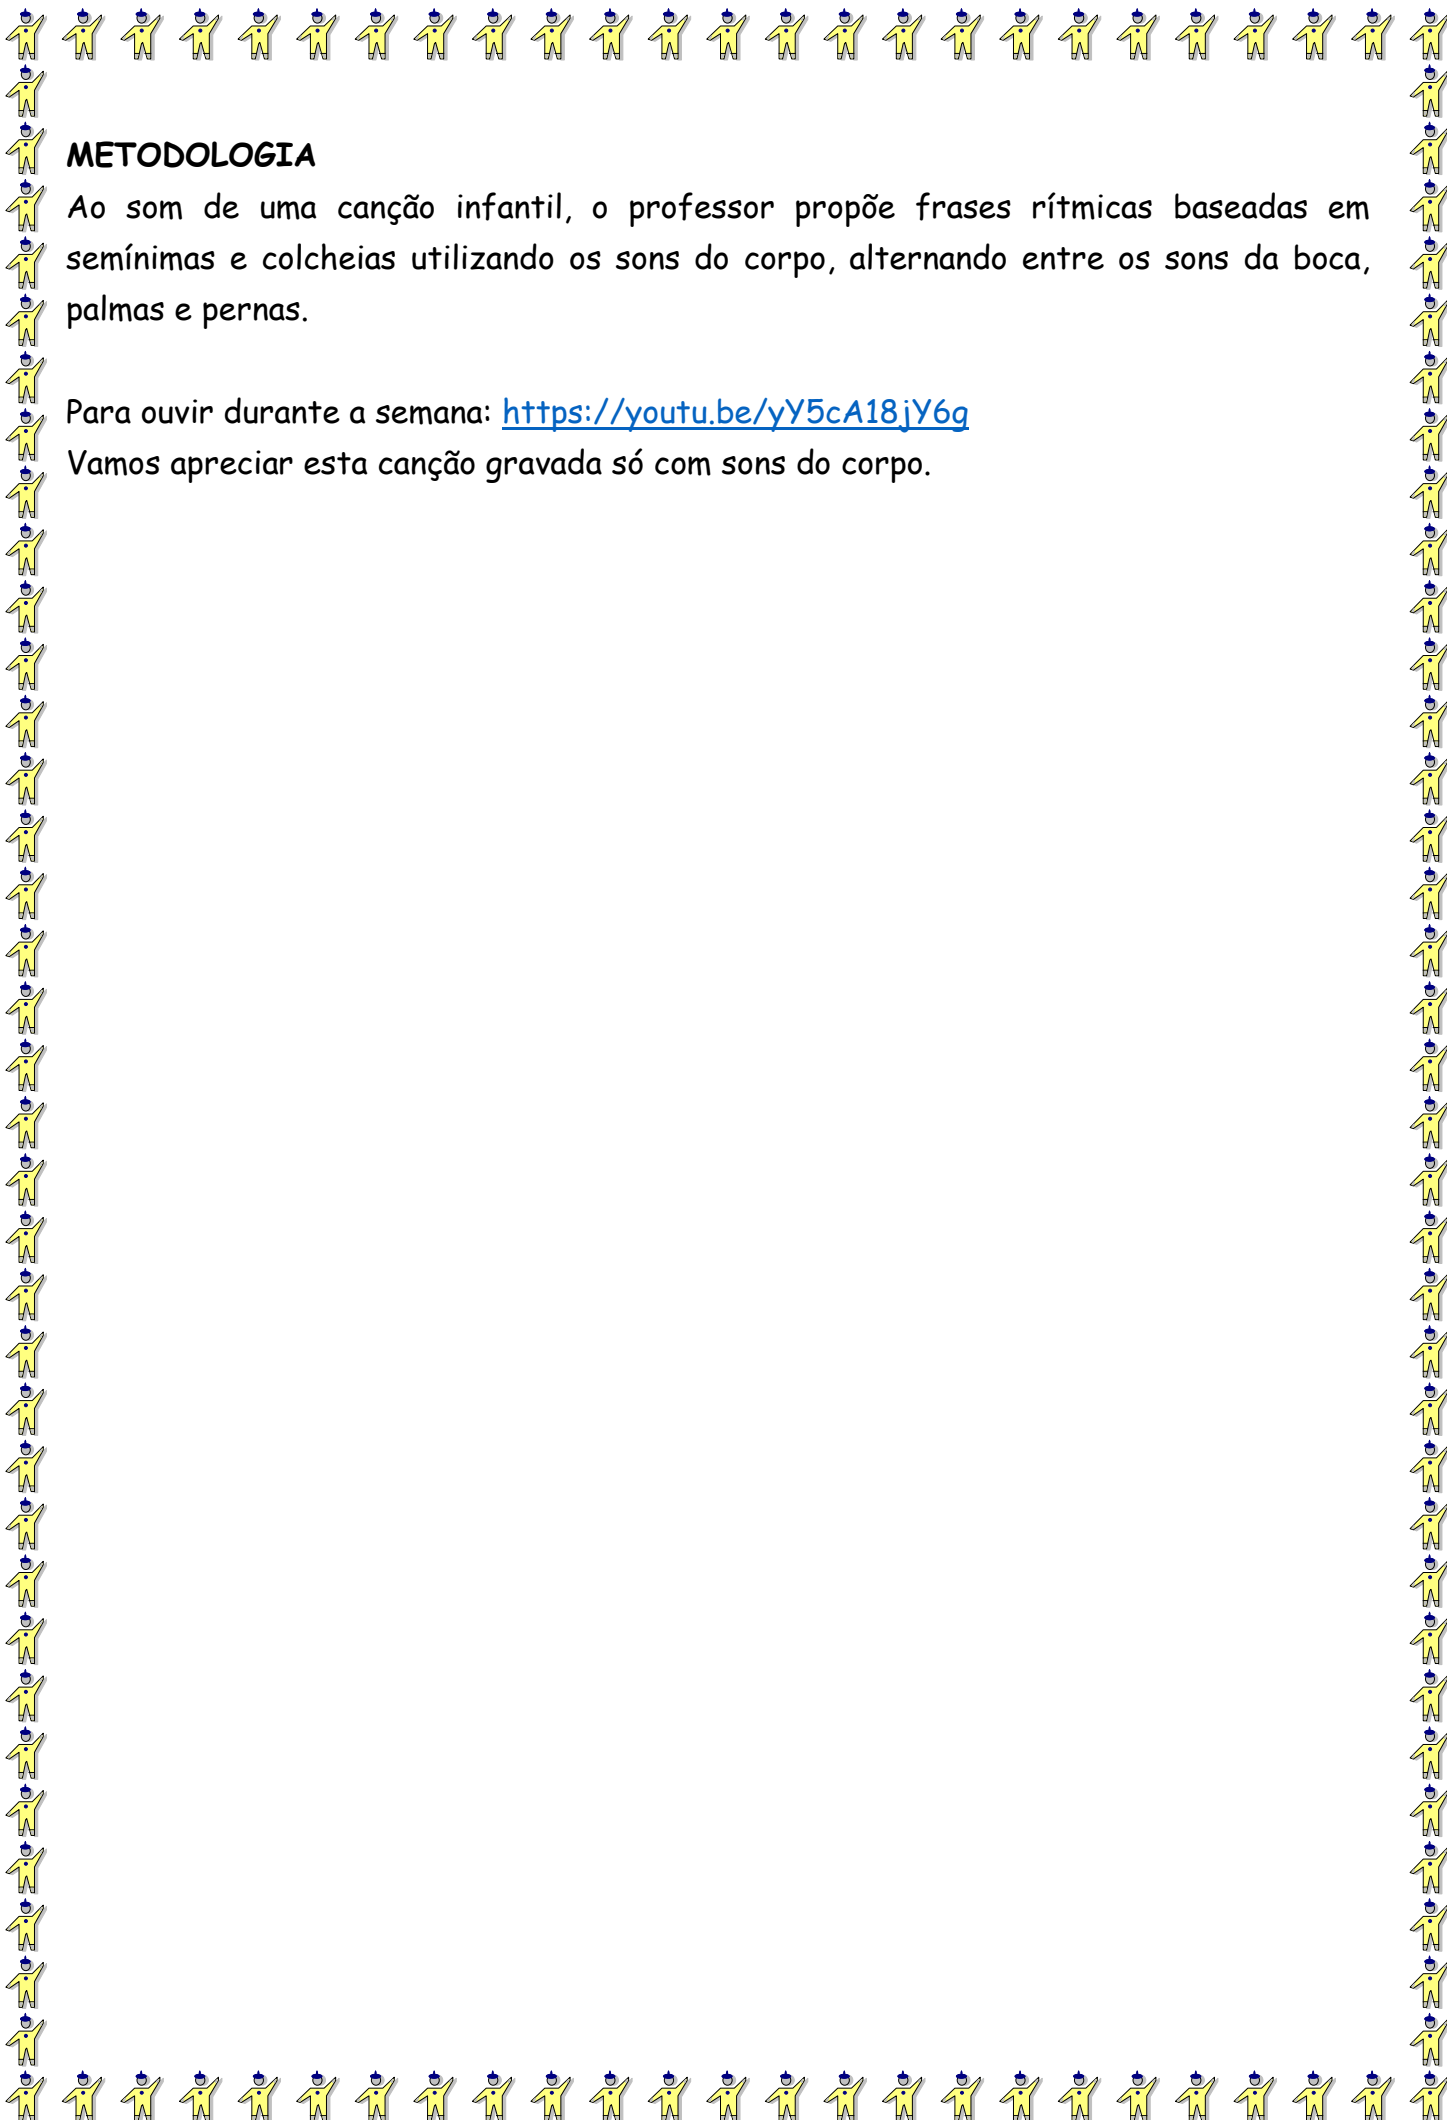 METODOLOGIA
Ao som de uma canção infantil, o professor propõe frases rítmicas baseadas em
semínimas e colcheias utilizando os sons do corpo, alternando entre os sons da boca,
palmas e pernas.
Para ouvir durante a semana: https://youtu.be/yY5cA18jY6g
Vamos apreciar esta canção gravada só com sons do corpo.